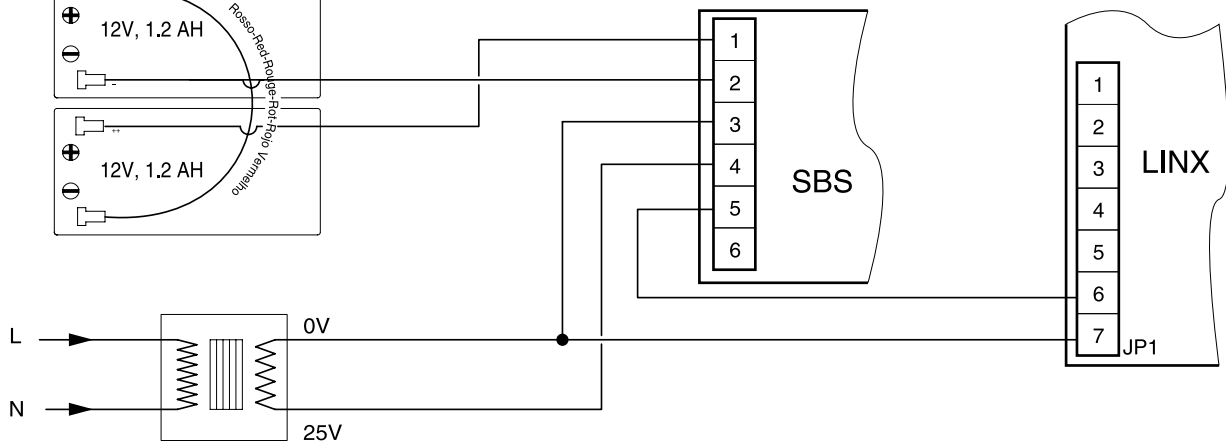 12V, 1.2 AH
-
++
12V, 1.2 AH
Rosso-Red-Rouge-Rot-Rojo Vermelho
1
2
3
4
5
6
SBS
1
2
3
4
5
6
7
LINX
JP1
L
N
0V
25V